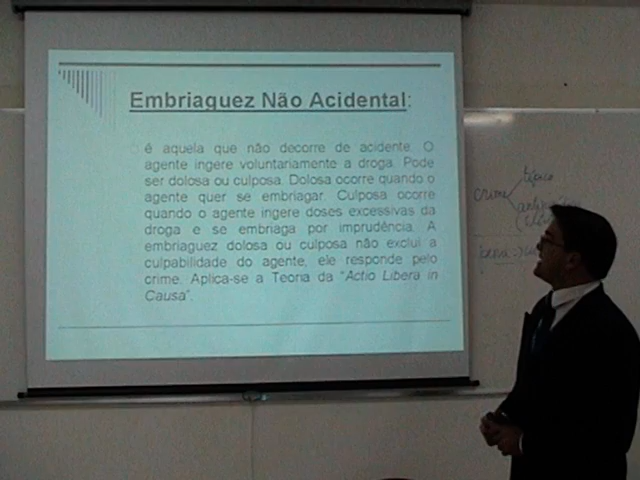 Embriaguez Não Acidental:
é aquela que não decorre de acidente. O
agente ingere voluntariamente a droga. Pode
ser dolosa ou culposa. Dolosa ocorre quando o
agente quer se embriagar. Culposa ocorre
quando o agente ingere doses excessivas da
droga e se embriaga por imprudência. A
embriaguez dolosa ou culposa não exclui a
culpabilidade do agente, ele responde pelo
crime. Aplica-se a Teoria da "Actio Libera in
Causa".
típico
crime